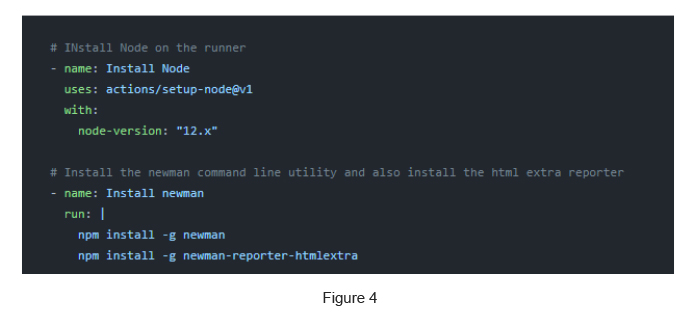 # INstall Node on the runner
- name: Install Node
uses: actions/setup-node@v1
with:
node-version: "12.x"
# Install the newman command line utility and also install the html extra reporter
- name: Install newman
run: |
npm install -g newman
npm install -g newman-reporter-htmlextra
Figure 4